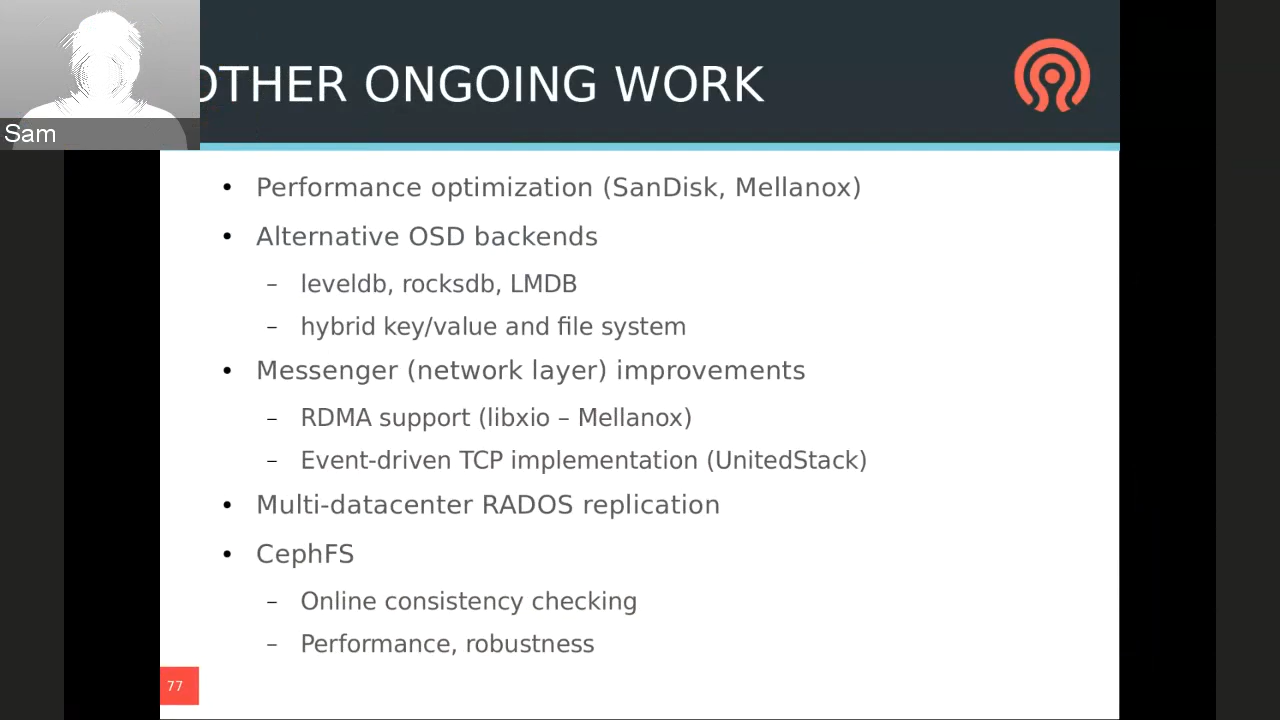 OTHER ONGOING WORK
Sam
• Performance optimization (SanDisk, Mellanox)
• Alternative OSD backends
– leveldb, rocksdb, LMDB
– hybrid key/value and file system
• Messenger (network layer) improvements
– RDMA support (libxio – Mellanox)
– Event-driven TCP implementation (UnitedStack)
• Multi-datacenter RADOS replication
• CephFS
– Online consistency checking
– Performance, robustness
77